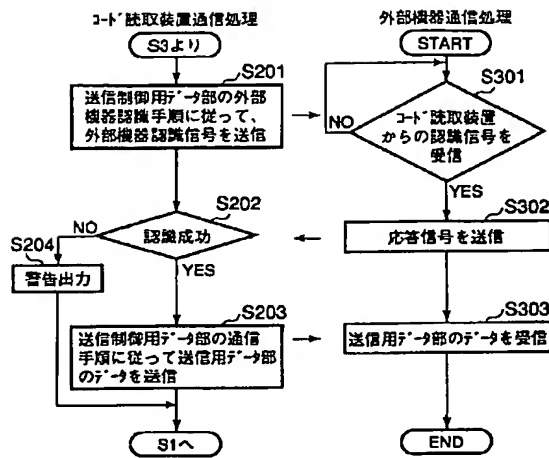 コード読取装置通信処理
S3より
S201
送信制御用データ部の外部
機器認識手順に従って、
外部機器認識信号を送信
S202
認識成功
NO
YES
S204
警告出力
S203
送信制御用データ部の通信
手順に従って送信用データ部
のデータを送信
S1へ
外部機器通信処理
START
S301
コード読取装置
からの認識信号を
受信
NO
YES
S302
応答信号を送信
S303
送信用データ部のデータを受信
END